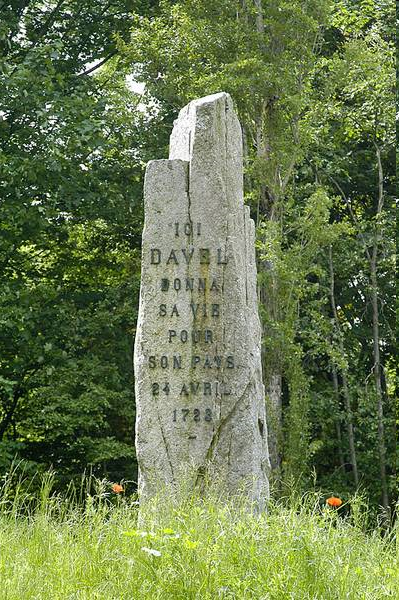 ICI
DAVEL
DONNA
SA VIE
POUR
SON PAYS
24 AVRIL
1723